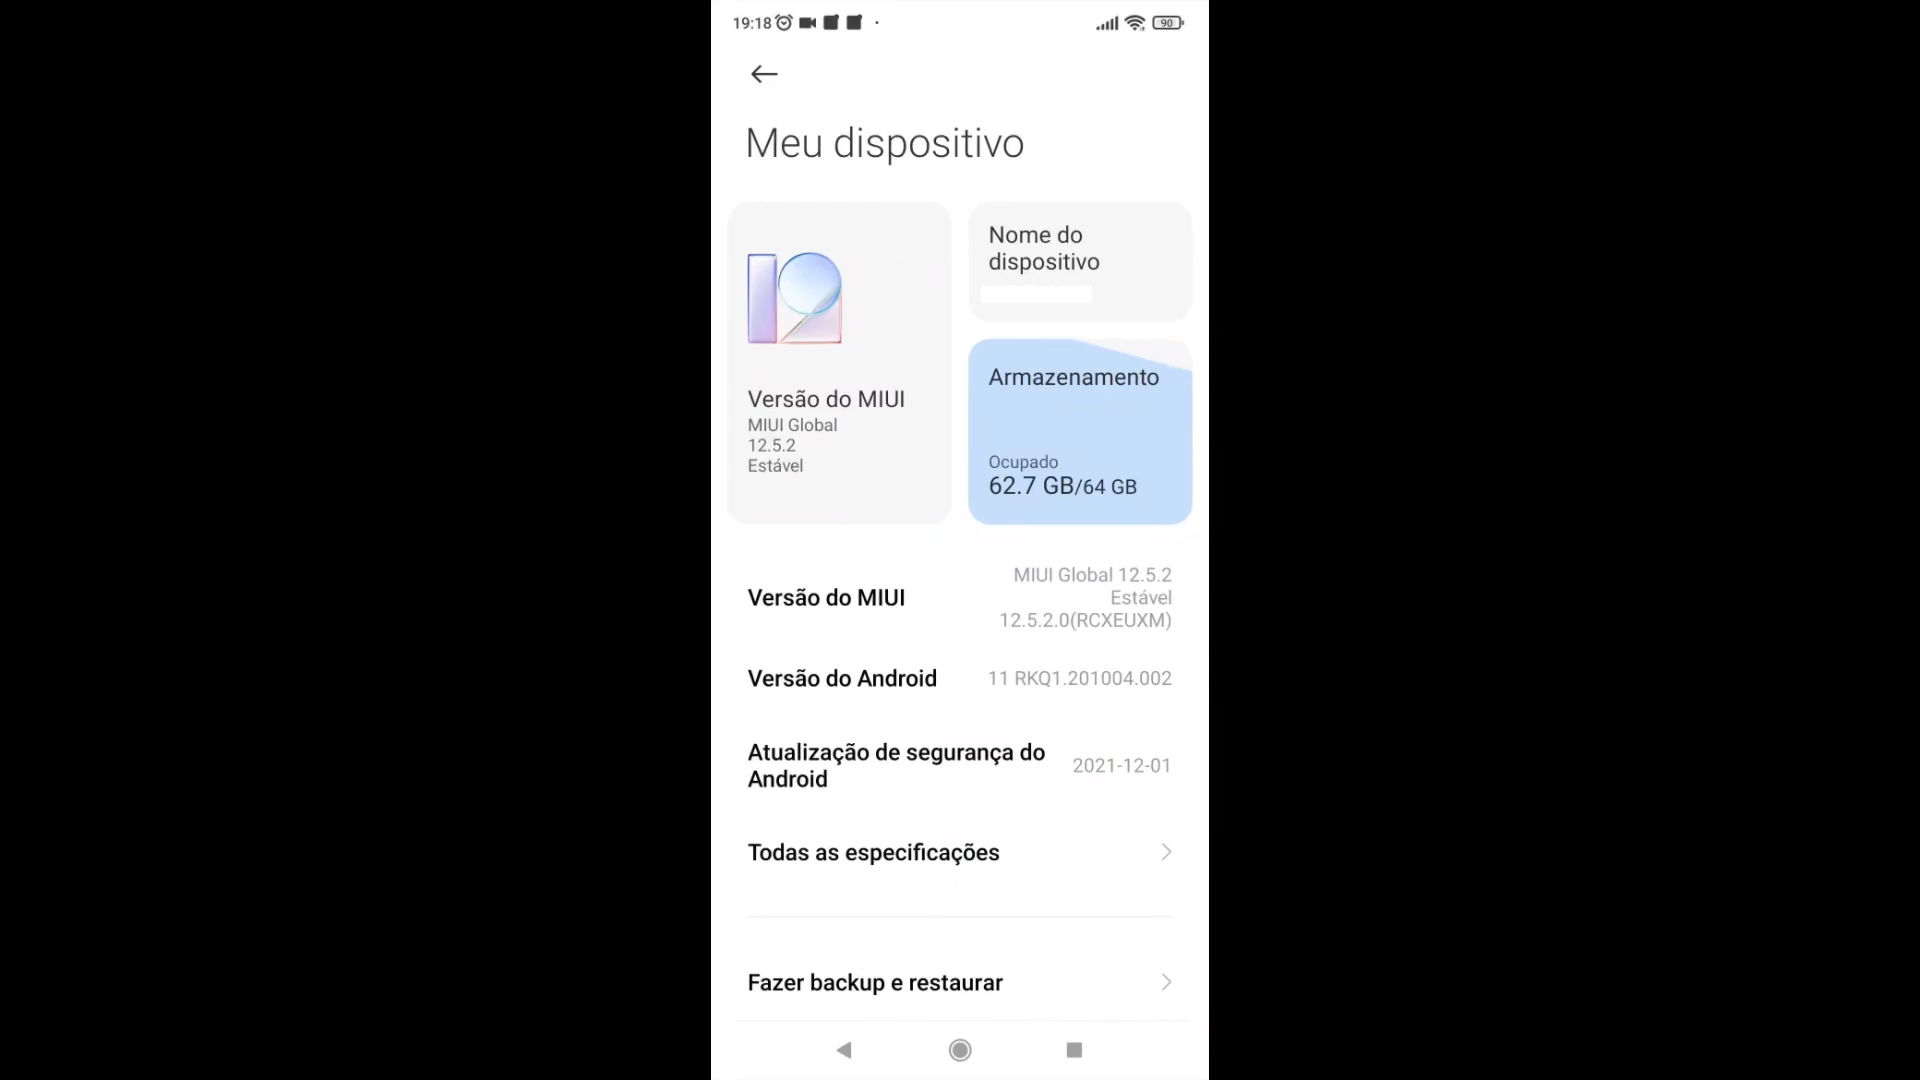 19:18
90
Meu dispositivo
12
Versão do MIUI
MIUI Global
12.5.2
Estável
Nome do
dispositivo
Armazenamento
Ocupado
62.7 GB/64 GB
Versão do MIUI
MIUI Global 12.5.2
Estável
12.5.2.0(RCXEUXM)
Versão do Android
11 RKQ1.201004.002
Atualização de segurança do
Android
2021-12-01
Todas as especificações
Fazer backup e restaurar